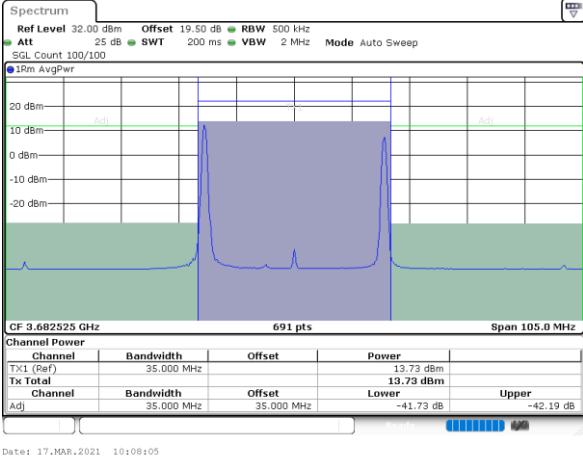 Spectrum
Ref Level 32.00 dBm Offset 19.50 dB RBW 500 kHz
Att 25 dB SWT 200 ms VBW 2 MHz Mode Auto Sweep
SGL Count 100/100
1Rm AvgPwr
20 dBm
Adj Adj
10 dBm
0 dBm
-10 dBm
-20 dBm
CF 3.682525 GHz 691 pts Span 105.0 MHz
Channel Power
Channel Bandwidth Offset Power
TX1 (Ref) 35.000 MHz 13.73 dBm
Tx Total 13.73 dBm
Channel Bandwidth Offset Lower Upper
Adj 35.000 MHz 35.000 MHz -41.73 dB -42.19 dB
Date: 17.MAR.2021 10:08:05